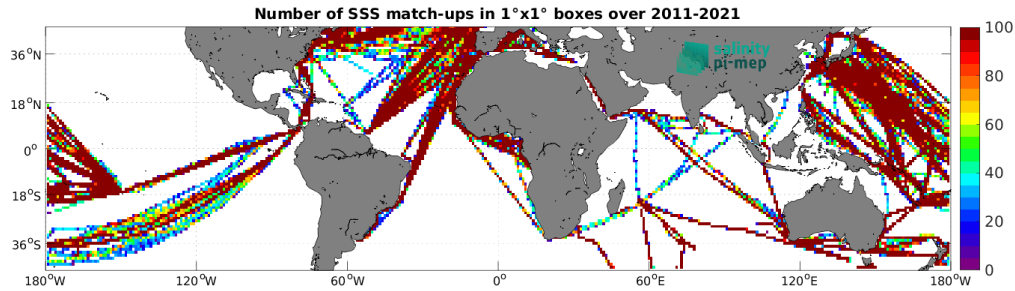 Number of SSS match-ups in 1°x1° boxes over 2011-2021
salinity
pi-mep
36°N
18°N
0°
18°S
36°S
180°W 120°W 60°W 0° 60°E 120°E 180°W
100
80
60
40
20
0